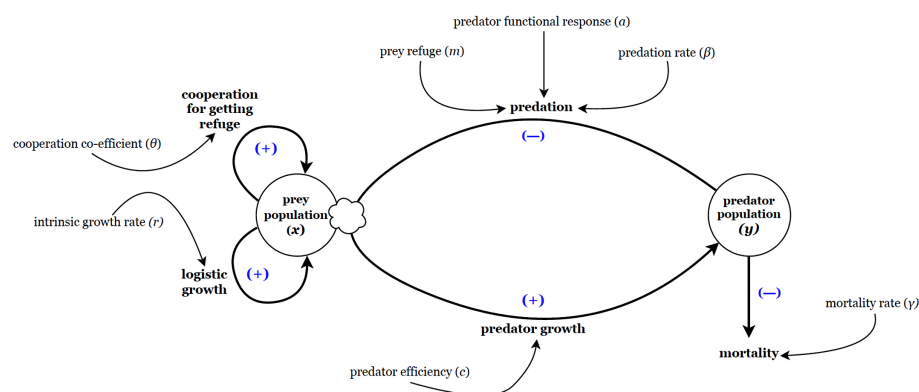 predator functional response (a)
prey refuge (m)
predation rate (β)
cooperation
for getting
refuge
predation
(—)
cooperation co-efficient (θ)
(+)
prey
population
(x)
predator
population
(y)
intrinsic growth rate (r)
(+)
logistic
growth
(+)
predator growth
(—)
mortality rate (γ)
mortality
predator efficiency (c)